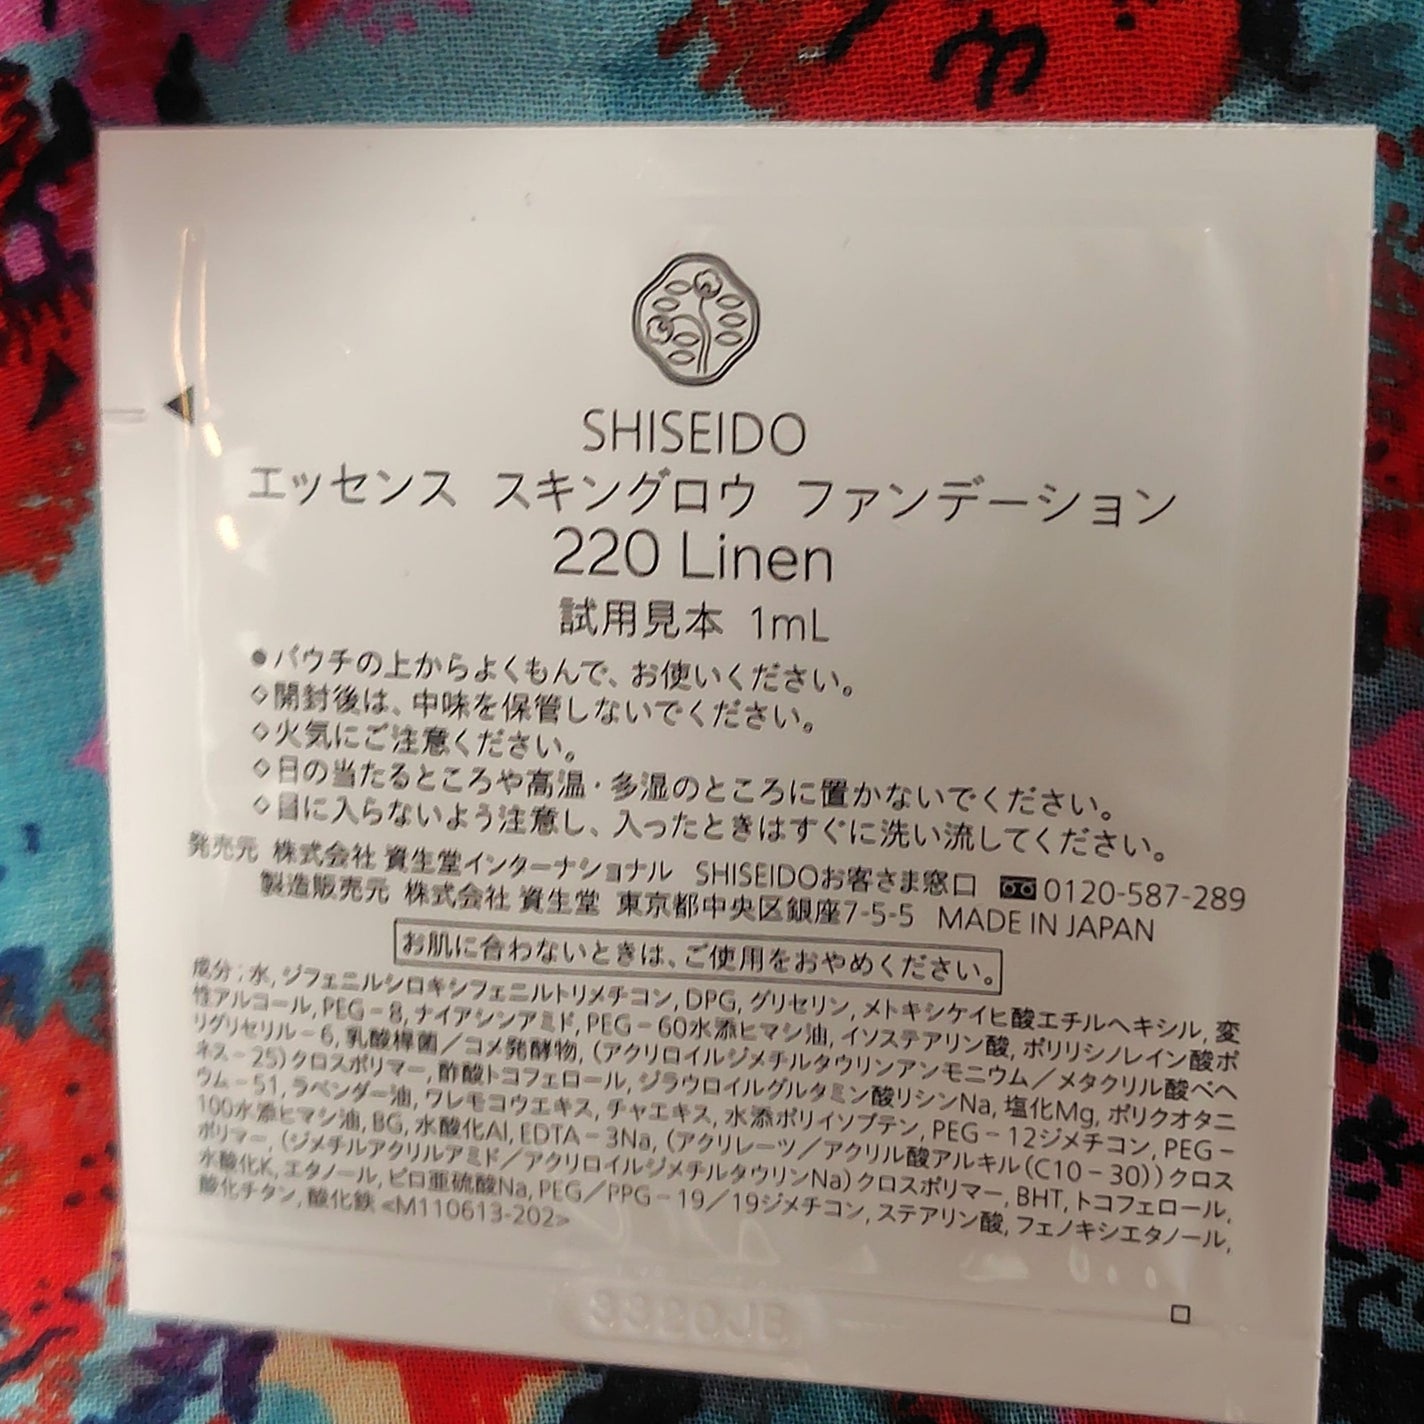 SHISEIDO
エッセンス スキングロウ ファンデーション
220 Linen
試用見本 1mL
●パウチの上からよくもんで、お使いください。
◇開封後は、中味を保管しないでください。
◇火気にご注意ください。
◇日の当たるところや高温・多湿のところに置かないでください。
◇目に入らないよう注意し、入ったときはすぐに洗い流してください。
発売元 株式会社 資生堂インターナショナル SHISEIDOお客さま窓口 0120-587-289
製造販売元 株式会社 資生堂 東京都中央区銀座7-5-5 MADE IN JAPAN
お肌に合わないときは、ご使用をおやめください。
成分;水,ジフェニルシロキシフェニルトリメチコン,DPG,グリセリン,メトキシケイヒ酸エチルヘキシル,変
性アルコール,PEG-8,ナイアシンアミド,PEG-60水添ヒマシ油,イソステアリン酸,ポリリシノレイン酸ポ
リグリセリル-6,乳酸桿菌/コメ発酵物,(アクリロイルジメチルタウリンアンモニウム/メタクリル酸ベヘ
ネス-25)クロスポリマー,酢酸トコフェロール,ジラウロイルグルタミン酸リシンNa,塩化Mg,ポリクオタニ
ウム-51,ラベンダー油,ワレモコウエキス,チャエキス,水添ポリイソブテン,PEG-12ジメチコン,PEG-
100水添ヒマシ油,BG,水酸化Al,EDTA-3Na,(アクリレーツ/アクリル酸アルキル(C10-30))クロス
ポリマー,(ジメチルアクリルアミド/アクリロイルジメチルタウリンNa)クロスポリマー,BHT,トコフェロール,
水酸化K,エタノール,ピロ亜硫酸Na,PEG/PPG-19/19ジメチコン,ステアリン酸,フェノキシエタノール,
酸化チタン,酸化鉄<M110613-202>